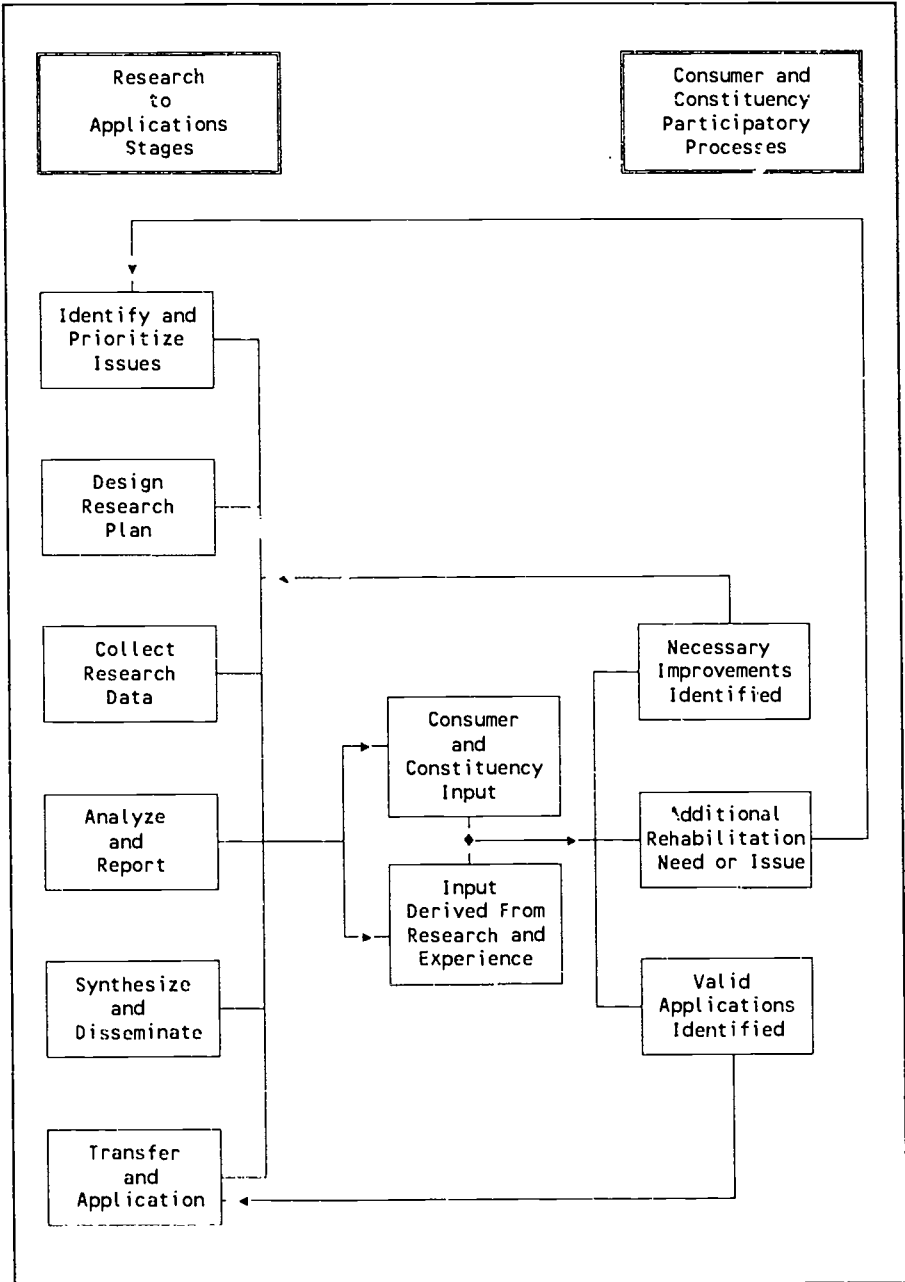 Research
to
Applications
Stages
Consumer and
Constituency
Participatory
Processes
Identify and
Prioritize
Issues
Design
Research
Plan
Collect
Research
Data
Analyze
and
Report
Synthesize
and
Disseminate
Transfer
and
Application
Consumer
and
Constituency
Input
Input
Derived From
Research and
Experience
Necessary
Improvements
Identified
Additional
Rehabilitation
Need or Issue
Valid
Applications
Identified